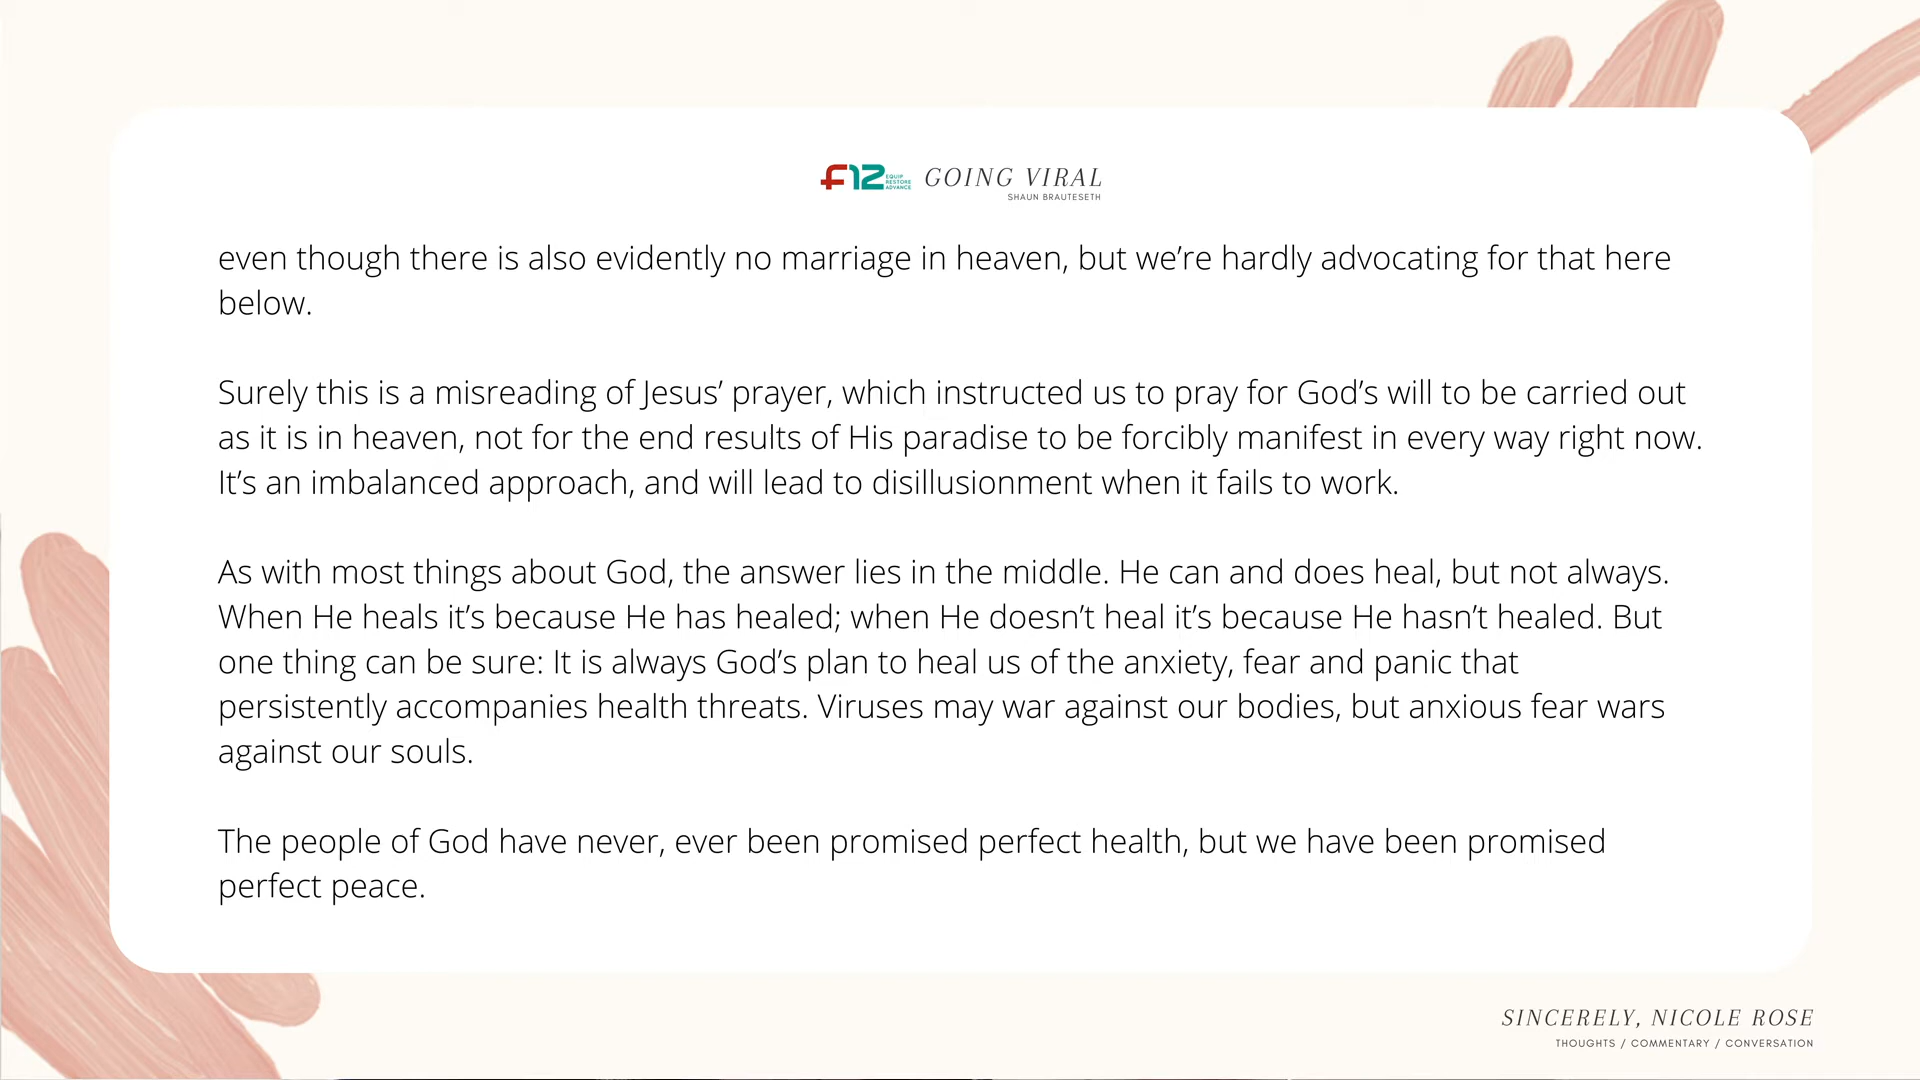 f12 EQUIP RESTORE ADVANCE GOING VIRAL
SHAUN BRAUTESETH
even though there is also evidently no marriage in heaven, but we’re hardly advocating for that here
below.
Surely this is a misreading of Jesus’ prayer, which instructed us to pray for God’s will to be carried out
as it is in heaven, not for the end results of His paradise to be forcibly manifest in every way right now.
It’s an imbalanced approach, and will lead to disillusionment when it fails to work.
As with most things about God, the answer lies in the middle. He can and does heal, but not always.
When He heals it’s because He has healed; when He doesn’t heal it’s because He hasn’t healed. But
one thing can be sure: It is always God’s plan to heal us of the anxiety, fear and panic that
persistently accompanies health threats. Viruses may war against our bodies, but anxious fear wars
against our souls.
The people of God have never, ever been promised perfect health, but we have been promised
perfect peace.
SINCERELY, NICOLE ROSE
THOUGHTS / COMMENTARY / CONVERSATION